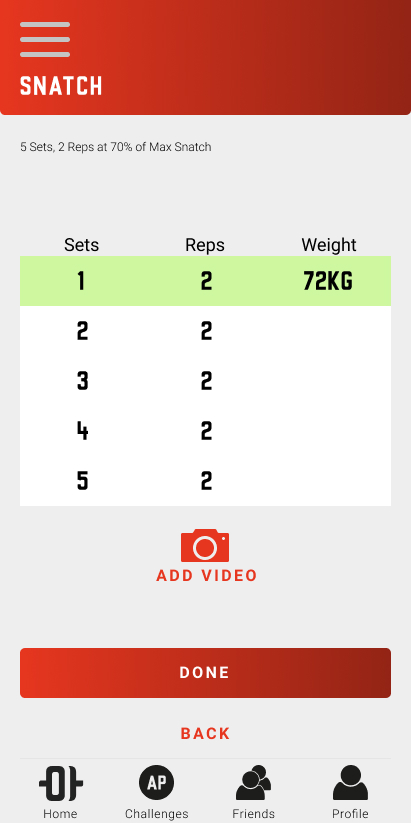 SNATCH
5 Sets, 2 Reps at 70% of Max Snatch
Sets Reps Weight
1 2 72KG
2 2
3 2
4 2
5 2
ADD VIDEO
DONE
BACK
AP
Home Challenges Friends Profile